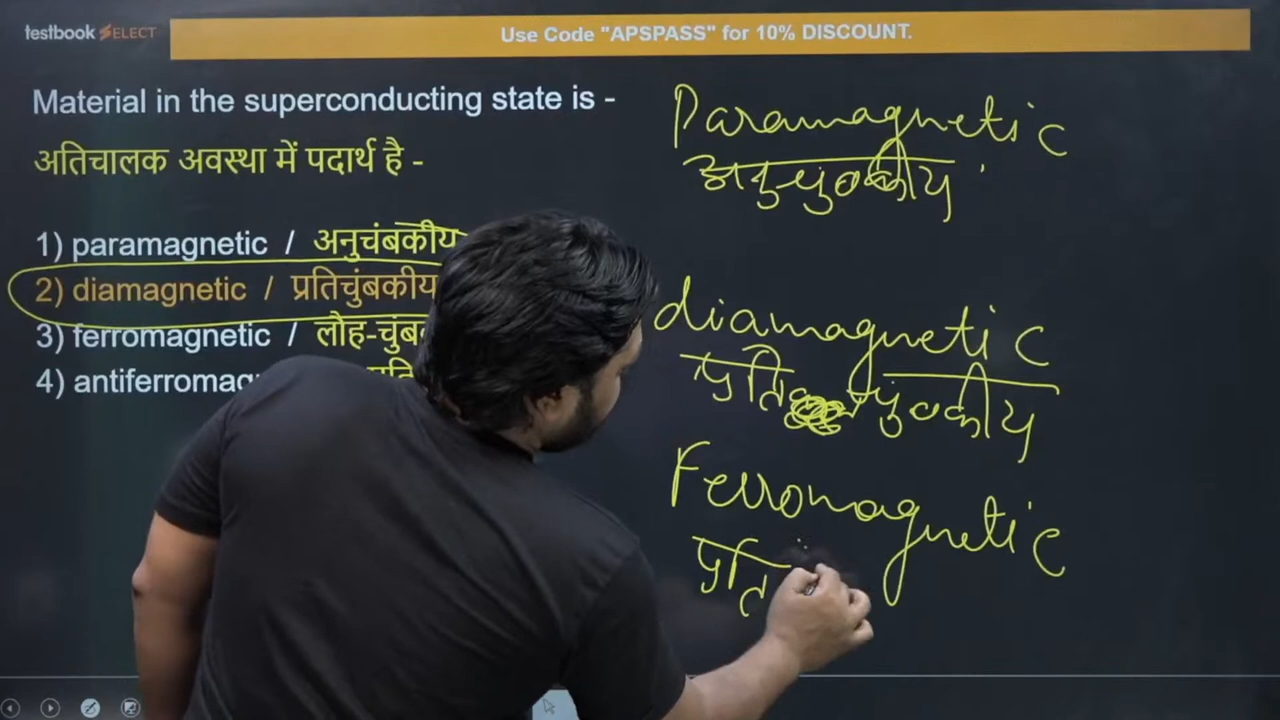 testbook SELECT
Use Code "APSPASS" for 10% DISCOUNT.
Material in the superconducting state is -
अतिचालक अवस्था में पदार्थ है -
1) paramagnetic / अनुचंबकीय
2) diamagnetic / प्रतिचुंबकीय
3) ferromagnetic / लौह-चुंब
4) antiferromag
Paramagnetic
अनुचुम्बकीय
diamagnetic
प्रति चुम्बकीय
Ferromagnetic
प्रति